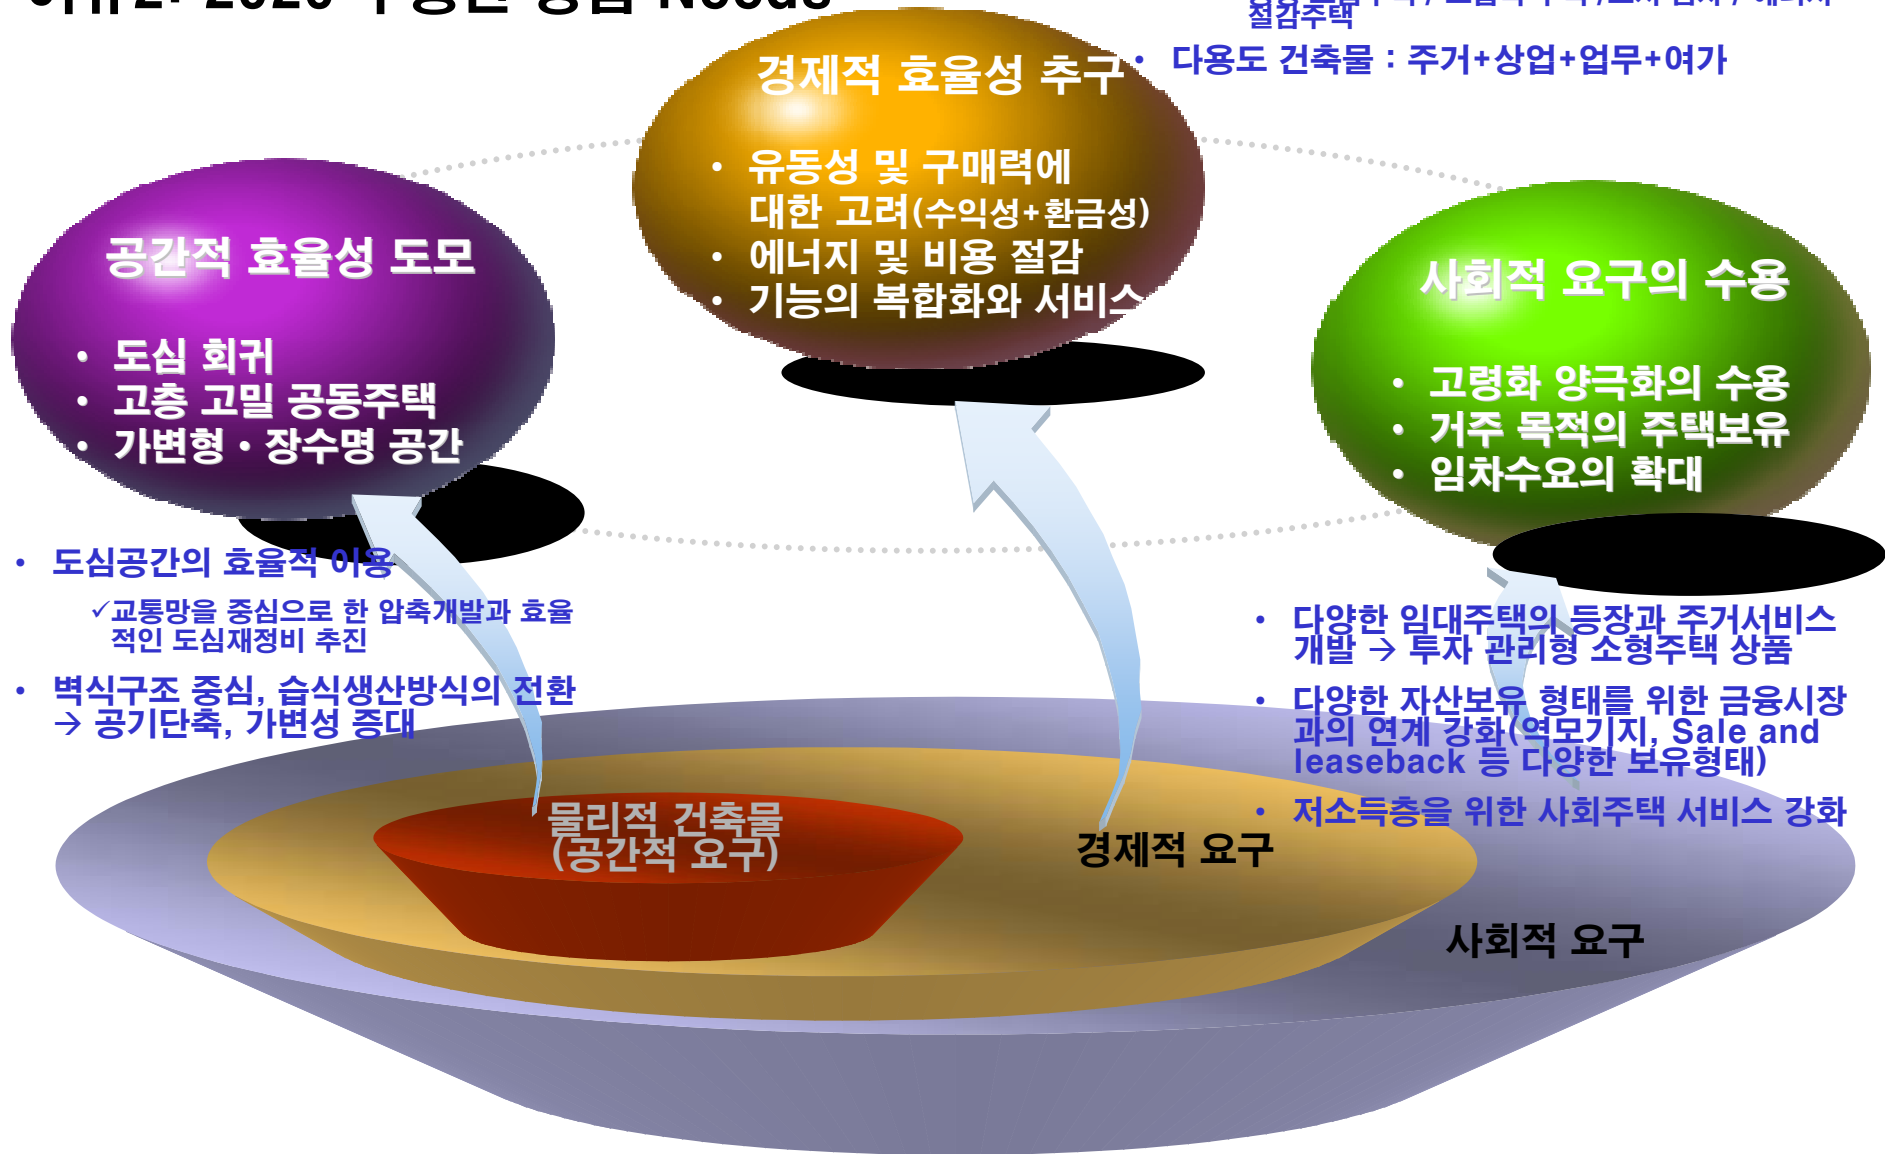 2020
Needs
절감주택
• 다용도 건축물 : 주거+상업+업무+여가
경제적 효율성 추구
• 유동성 및 구매력에
대한 고려(수익성+환금성)
• 에너지 및 비용 절감
• 기능의 복합화와 서비스
공간적 효율성 도모
• 도심 회귀
• 고층 고밀 공동주택
• 가변형 • 장수명 공간
사회적 요구의 수용
• 고령화 양극화의 수용
• 거주 목적의 주택보유
• 임차수요의 확대
• 도심공간의 효율적 이용
✓교통망을 중심으로 한 압축개발과 효율
적인 도심재정비 추진
• 벽식구조 중심, 습식생산방식의 전환
→ 공기단축, 가변성 증대
• 다양한 임대주택의 등장과 주거서비스
개발 → 투자 관리형 소형주택 상품
• 다양한 자산보유 형태를 위한 금융시장
과의 연계 강화(역모기지, Sale and
leaseback 등 다양한 보유형태)
• 저소득층을 위한 사회주택 서비스 강화
물리적 건축물
(공간적 요구)
경제적 요구
사회적 요구